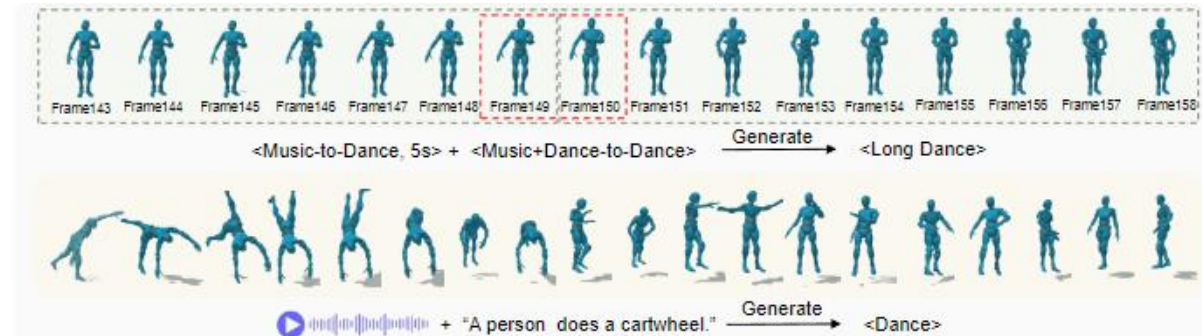 Frame143 Frame144 Frame145 Frame146 Frame147 Frame148 Frame149 Frame150 Frame151 Frame152 Frame153 Frame154 Frame155 Frame156 Frame157 Frame158
<Music-to-Dance, 5s> + <Music+Dance-to-Dance> Generate <Long Dance>
+ "A person does a cartwheel." Generate <Dance>